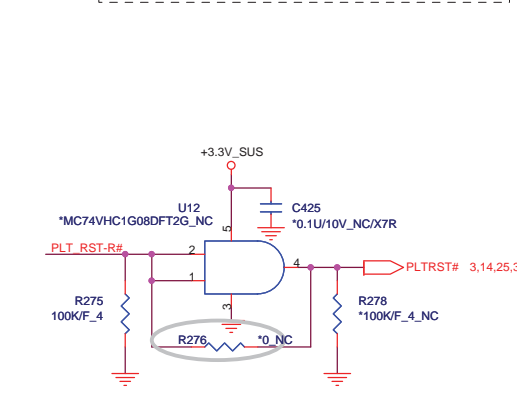 +3.3V_SUS
U12
*MC74VHC1G08DFT2G_NC
C425
*0.1U/10V_NC/X7R
5
PLT_RST-R#
2
1
4
PLTRST# 3,14,25,3
3
R275
100K/F_4
R276
*0_NC
R278
*100K/F_4_NC